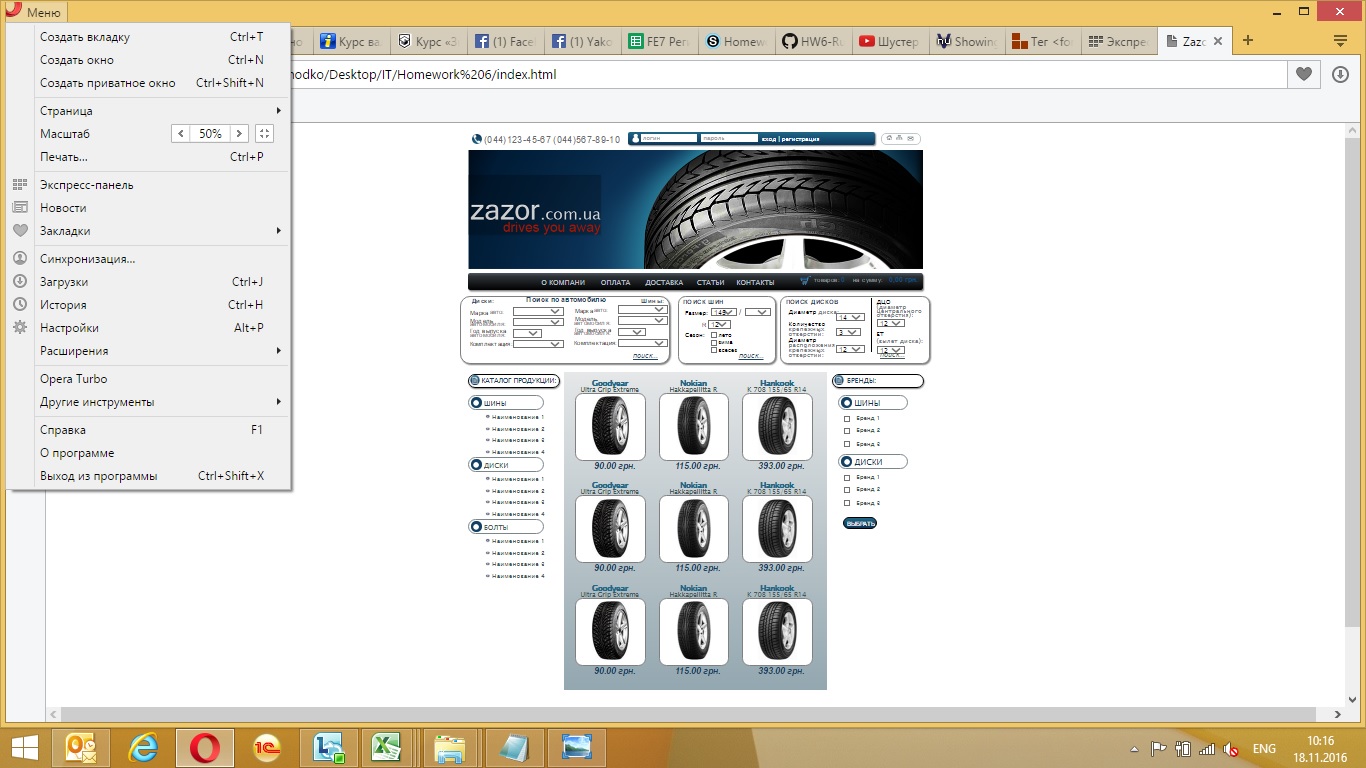 Меню
Создать вкладку Ctrl+T
Создать окно Ctrl+N
Создать приватное окно Ctrl+Shift+N
Страница
Масштаб 50%
Печать... Ctrl+P
Экспресс-панель
Новости
Закладки
Синхронизация...
Загрузки Ctrl+J
История Ctrl+H
Настройки Alt+P
Расширения
Opera Turbo
Другие инструменты
Справка F1
О программе
Выход из программы Ctrl+Shift+X
Курс ва
Курс «З
(1) Face
(1) Yako
FE7 Per
Homew
HW6-Ru
Шустер
Showing
Тег <for
Экспре
Zazo
hodko/Desktop/IT/Homework%206/index.html
(044)123-45-67 (044)567-89-10 логин пароль вход | регистрация
zazor.com.ua
drives you away
О КОМПАНИ ОПЛАТА ДОСТАВКА СТАТЬИ КОНТАКТЫ товаров: на сумму:
Диски: Поиск по автомобилю Шины:
Марка авто: Марка авто:
Модель автомобиля: Модель автомобиля:
Год выпуска автомобиля: Год выпуска автомобиля:
Комплектация: Комплектация:
поиск...
ПОИСК ШИН
Размер: 145 /
R 12
Сезон: лето
зима
всесез
поиск...
ПОИСК ДИСКОВ
Диаметр диска: 14
Количество крепежных отверстий: 3
Диаметр расположения крепежных отверстий: 12
ДЦО
(диаметр центрального отверстия):
12
ET
(вылет диска):
12
поиск...
КАТАЛОГ ПРОДУКЦИИ:
ШИНЫ
Наименование 1
Наименование 2
Наименование 3
Наименование 4
ДИСКИ
Наименование 1
Наименование 2
Наименование 3
Наименование 4
БОЛТЫ
Наименование 1
Наименование 2
Наименование 3
Наименование 4
Goodyear Nokian Hankook
Ultra Grip Extreme Hakkapeliitta R K 708 155/65 R14
90.00 грн. 115.00 грн. 393.00 грн.
Goodyear Nokian Hankook
Ultra Grip Extreme Hakkapeliitta R K 708 155/65 R14
90.00 грн. 115.00 грн. 393.00 грн.
Goodyear Nokian Hankook
Ultra Grip Extreme Hakkapeliitta R K 708 155/65 R14
90.00 грн. 115.00 грн. 393.00 грн.
БРЕНДЫ:
ШИНЫ
Бренд 1
Бренд 2
Бренд 3
ДИСКИ
Бренд 1
Бренд 2
Бренд 3
ВЫБРАТЬ
ENG
10:16
18.11.2016